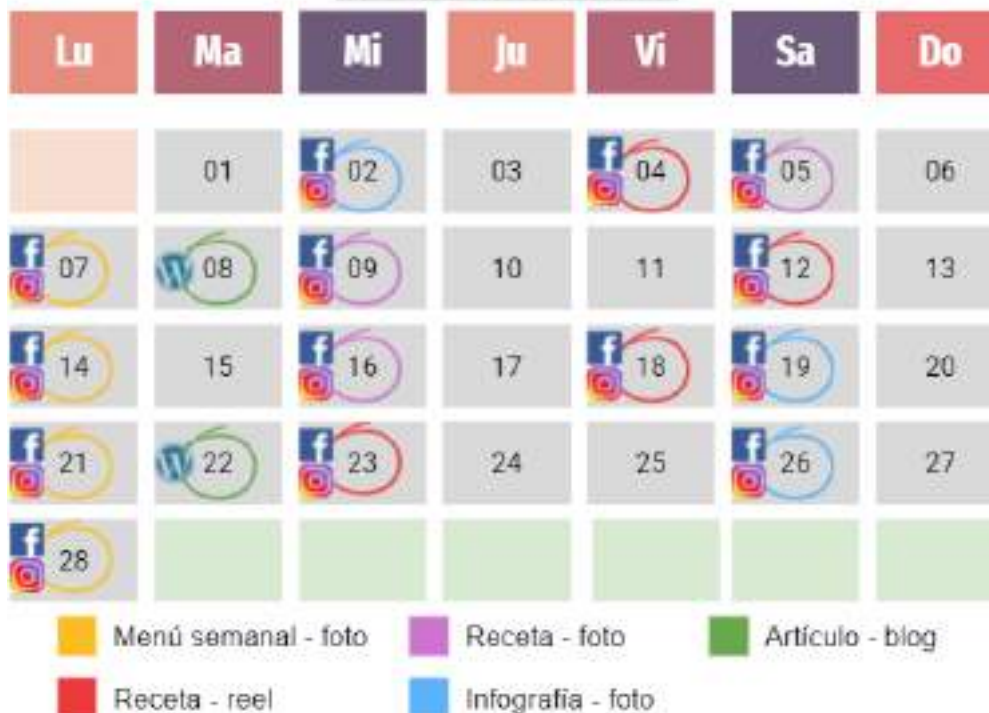 Lu Ma Mi Ju Vi Sa Do
01 02 03 04 05 06
07 08 09 10 11 12 13
14 15 16 17 18 19 20
21 22 23 24 25 26 27
28
Menú semanal - foto Receta - foto Artículo - blog
Receta - reel Infografía - foto